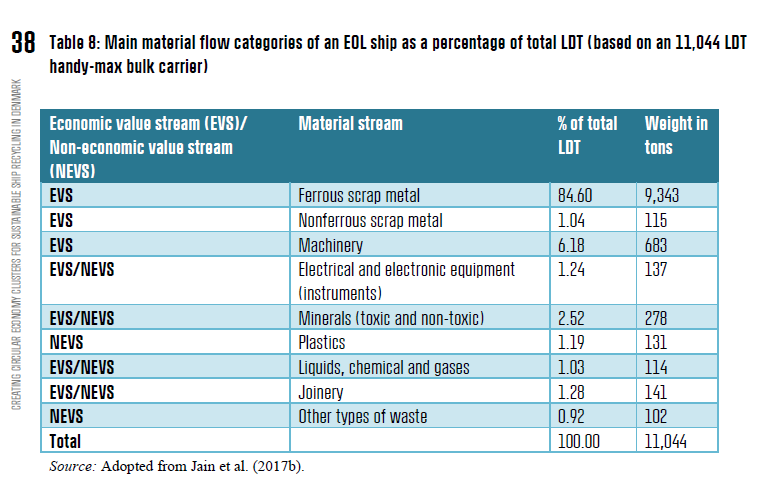 38
Table 8: Main material flow categories of an EOL ship as a percentage of total LDT (based on an 11,044 LDT
handy-max bulk carrier)
CREATING CIRCULAR ECONOMY CLUSTERS FOR SUSTAINABLE SHIP RECYCLING IN DENMARK
Economic value stream (EVS)/ Material stream % of total Weight in
Non-economic value stream LDT tons
(NEVS)
EVS Ferrous scrap metal 84.60 9,343
EVS Nonferrous scrap metal 1.04 115
EVS Machinery 6.18 683
EVS/NEVS Electrical and electronic equipment 1.24 137
(instruments)
EVS/NEVS Minerals (toxic and non-toxic) 2.52 278
NEVS Plastics 1.19 131
EVS/NEVS Liquids, chemical and gases 1.03 114
EVS/NEVS Joinery 1.28 141
NEVS Other types of waste 0.92 102
Total 100.00 11,044
Source: Adopted from Jain et al. (2017b).